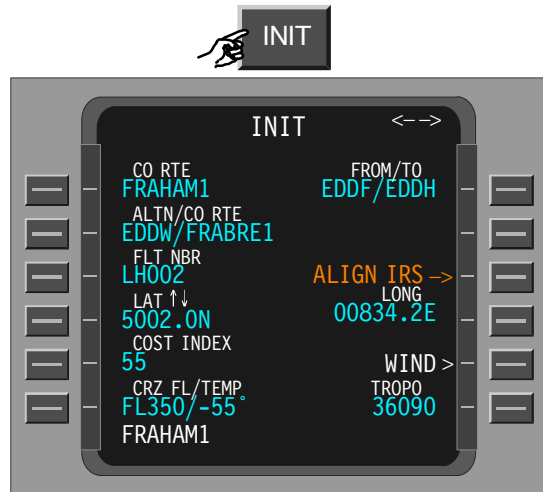 INIT
INIT <-->
CO RTE FROM/TO
FRAHAM1 EDDF/EDDH
ALTN/CO RTE
EDDW/FRABRE1
FLT NBR
LH002 ALIGN IRS ->
LAT ↑↓ LONG
5002.0N 00834.2E
COST INDEX
55 WIND >
CRZ FL/TEMP TROPO
FL350/-55° 36090
FRAHAM1